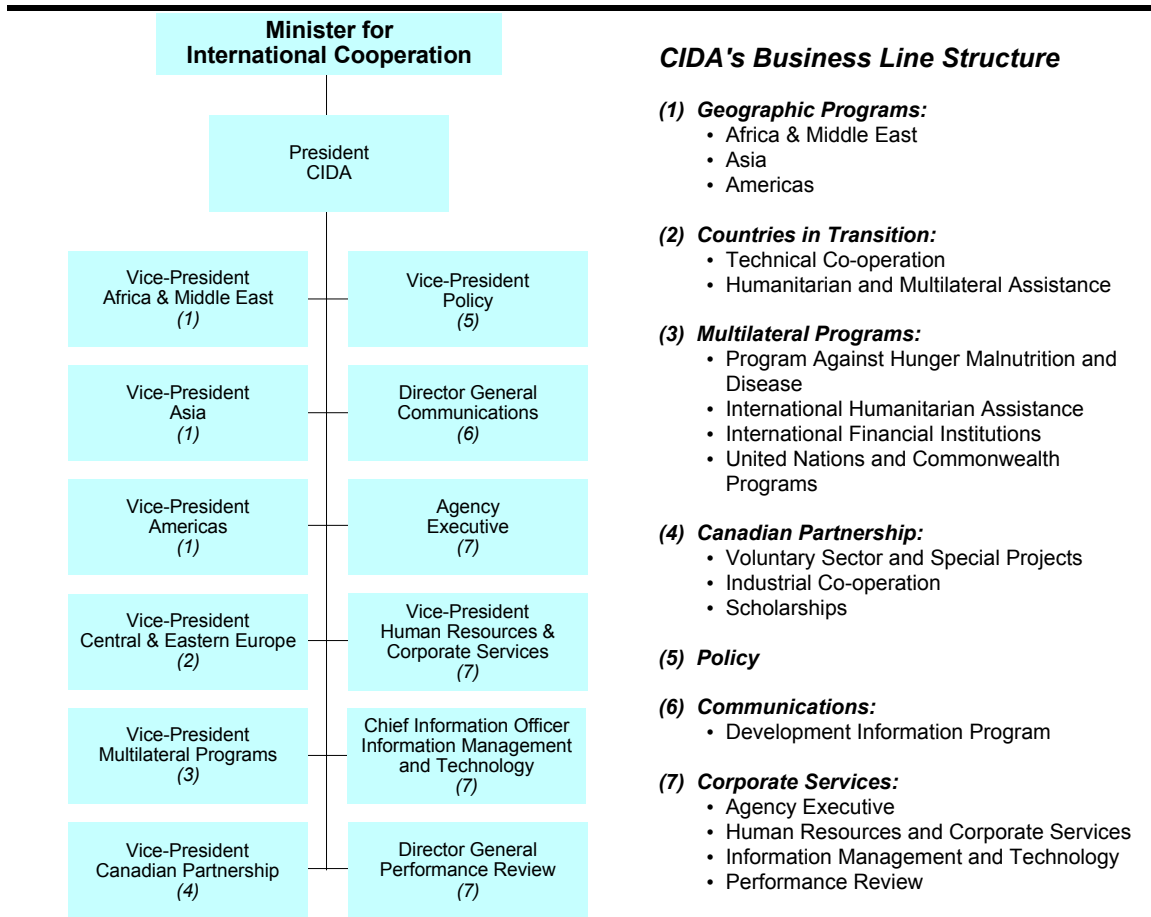 Minister for
International Cooperation
President
CIDA
Vice-President
Africa & Middle East
(1)
Vice-President
Policy
(5)
Vice-President
Asia
(1)
Director General
Communications
(6)
Vice-President
Americas
(1)
Agency
Executive
(7)
Vice-President
Central & Eastern Europe
(2)
Vice-President
Human Resources &
Corporate Services
(7)
Vice-President
Multilateral Programs
(3)
Chief Information Officer
Information Management
and Technology
(7)
Vice-President
Canadian Partnership
(4)
Director General
Performance Review
(7)
CIDA's Business Line Structure
(1) Geographic Programs:
• Africa & Middle East
• Asia
• Americas
(2) Countries in Transition:
• Technical Co-operation
• Humanitarian and Multilateral Assistance
(3) Multilateral Programs:
• Program Against Hunger Malnutrition and
Disease
• International Humanitarian Assistance
• International Financial Institutions
• United Nations and Commonwealth
Programs
(4) Canadian Partnership:
• Voluntary Sector and Special Projects
• Industrial Co-operation
• Scholarships
(5) Policy
(6) Communications:
• Development Information Program
(7) Corporate Services:
• Agency Executive
• Human Resources and Corporate Services
• Information Management and Technology
• Performance Review